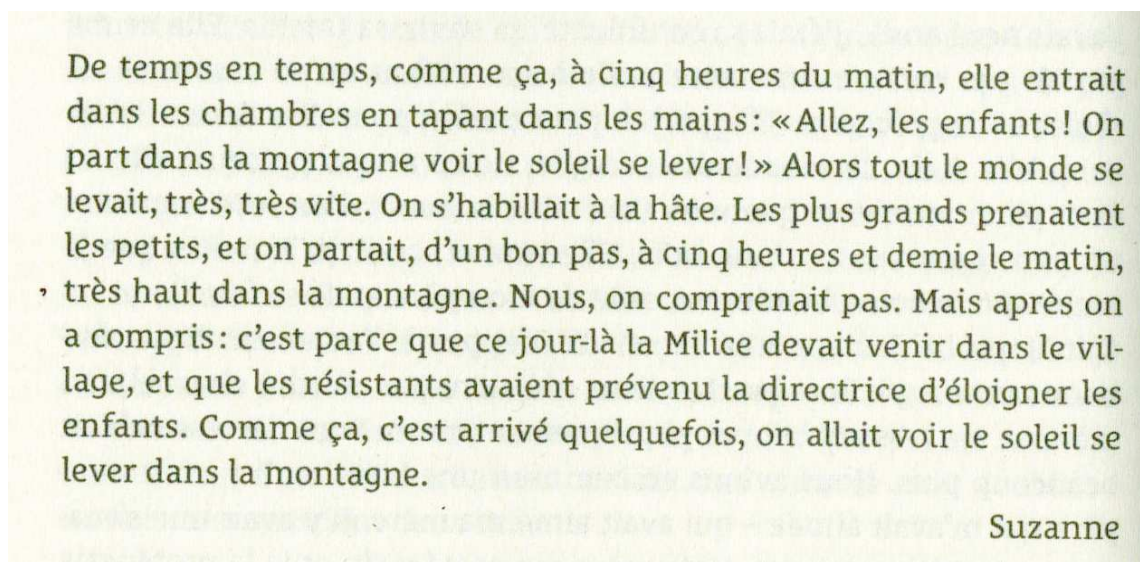 De temps en temps, comme ça, à cinq heures du matin, elle entrait
dans les chambres en tapant dans les mains : « Allez, les enfants ! On
part dans la montagne voir le soleil se lever ! » Alors tout le monde se
levait, très, très vite. On s’habillait à la hâte. Les plus grands prenaient
les petits, et on partait, d’un bon pas, à cinq heures et demie le matin,
très haut dans la montagne. Nous, on comprenait pas. Mais après on
a compris : c’est parce que ce jour-là la Milice devait venir dans le vil-
lage, et que les résistants avaient prévenu la directrice d’éloigner les
enfants. Comme ça, c’est arrivé quelquefois, on allait voir le soleil se
lever dans la montagne.
Suzanne